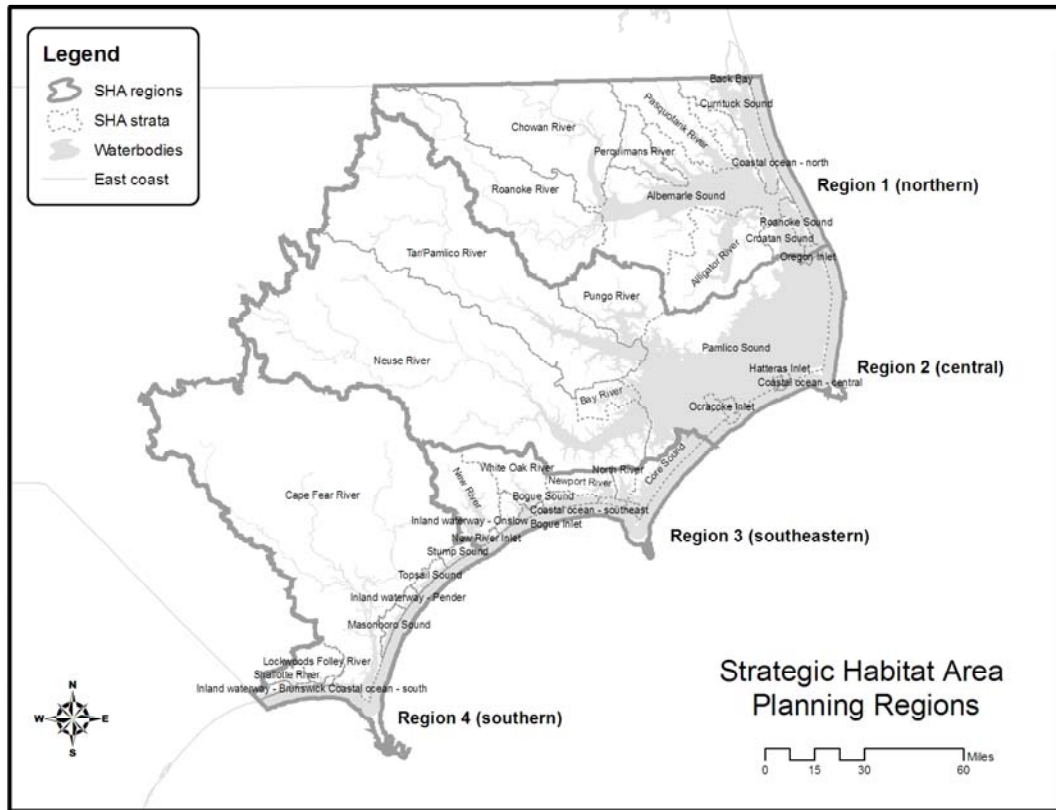 Legend
SHA regions
SHA strata
Waterbodies
East coast
Back Bay
Currituck Sound
Pasquotank River
Chowan River
Perquimans River
Coastal ocean - north
Region 1 (northern)
Roanoke River
Albemarle Sound
Roanoke Sound
Croatan Sound
Alligator River
Oregon Inlet
Tar/Pamlico River
Pungo River
Pamlico Sound
Neuse River
Hatteras Inlet
Region 2 (central)
Coastal ocean - central
Bay River
Ocracoke Inlet
Core Sound
White Oak River
North River
New River
Newport River
Cape Fear River
Bogue Sound
Coastal ocean - southeast
Inland waterway - Onslow
Bogue Inlet
Region 3 (southeastern)
New River Inlet
Stump Sound
Topsail Sound
Inland waterway - Pender
Masonboro Sound
Lockwoods Folley River
Shallotte River
Inland waterway - Brunswick
Coastal ocean - south
Region 4 (southern)
Strategic Habitat Area
Planning Regions
N
W
E
S
Miles
0 15 30 60